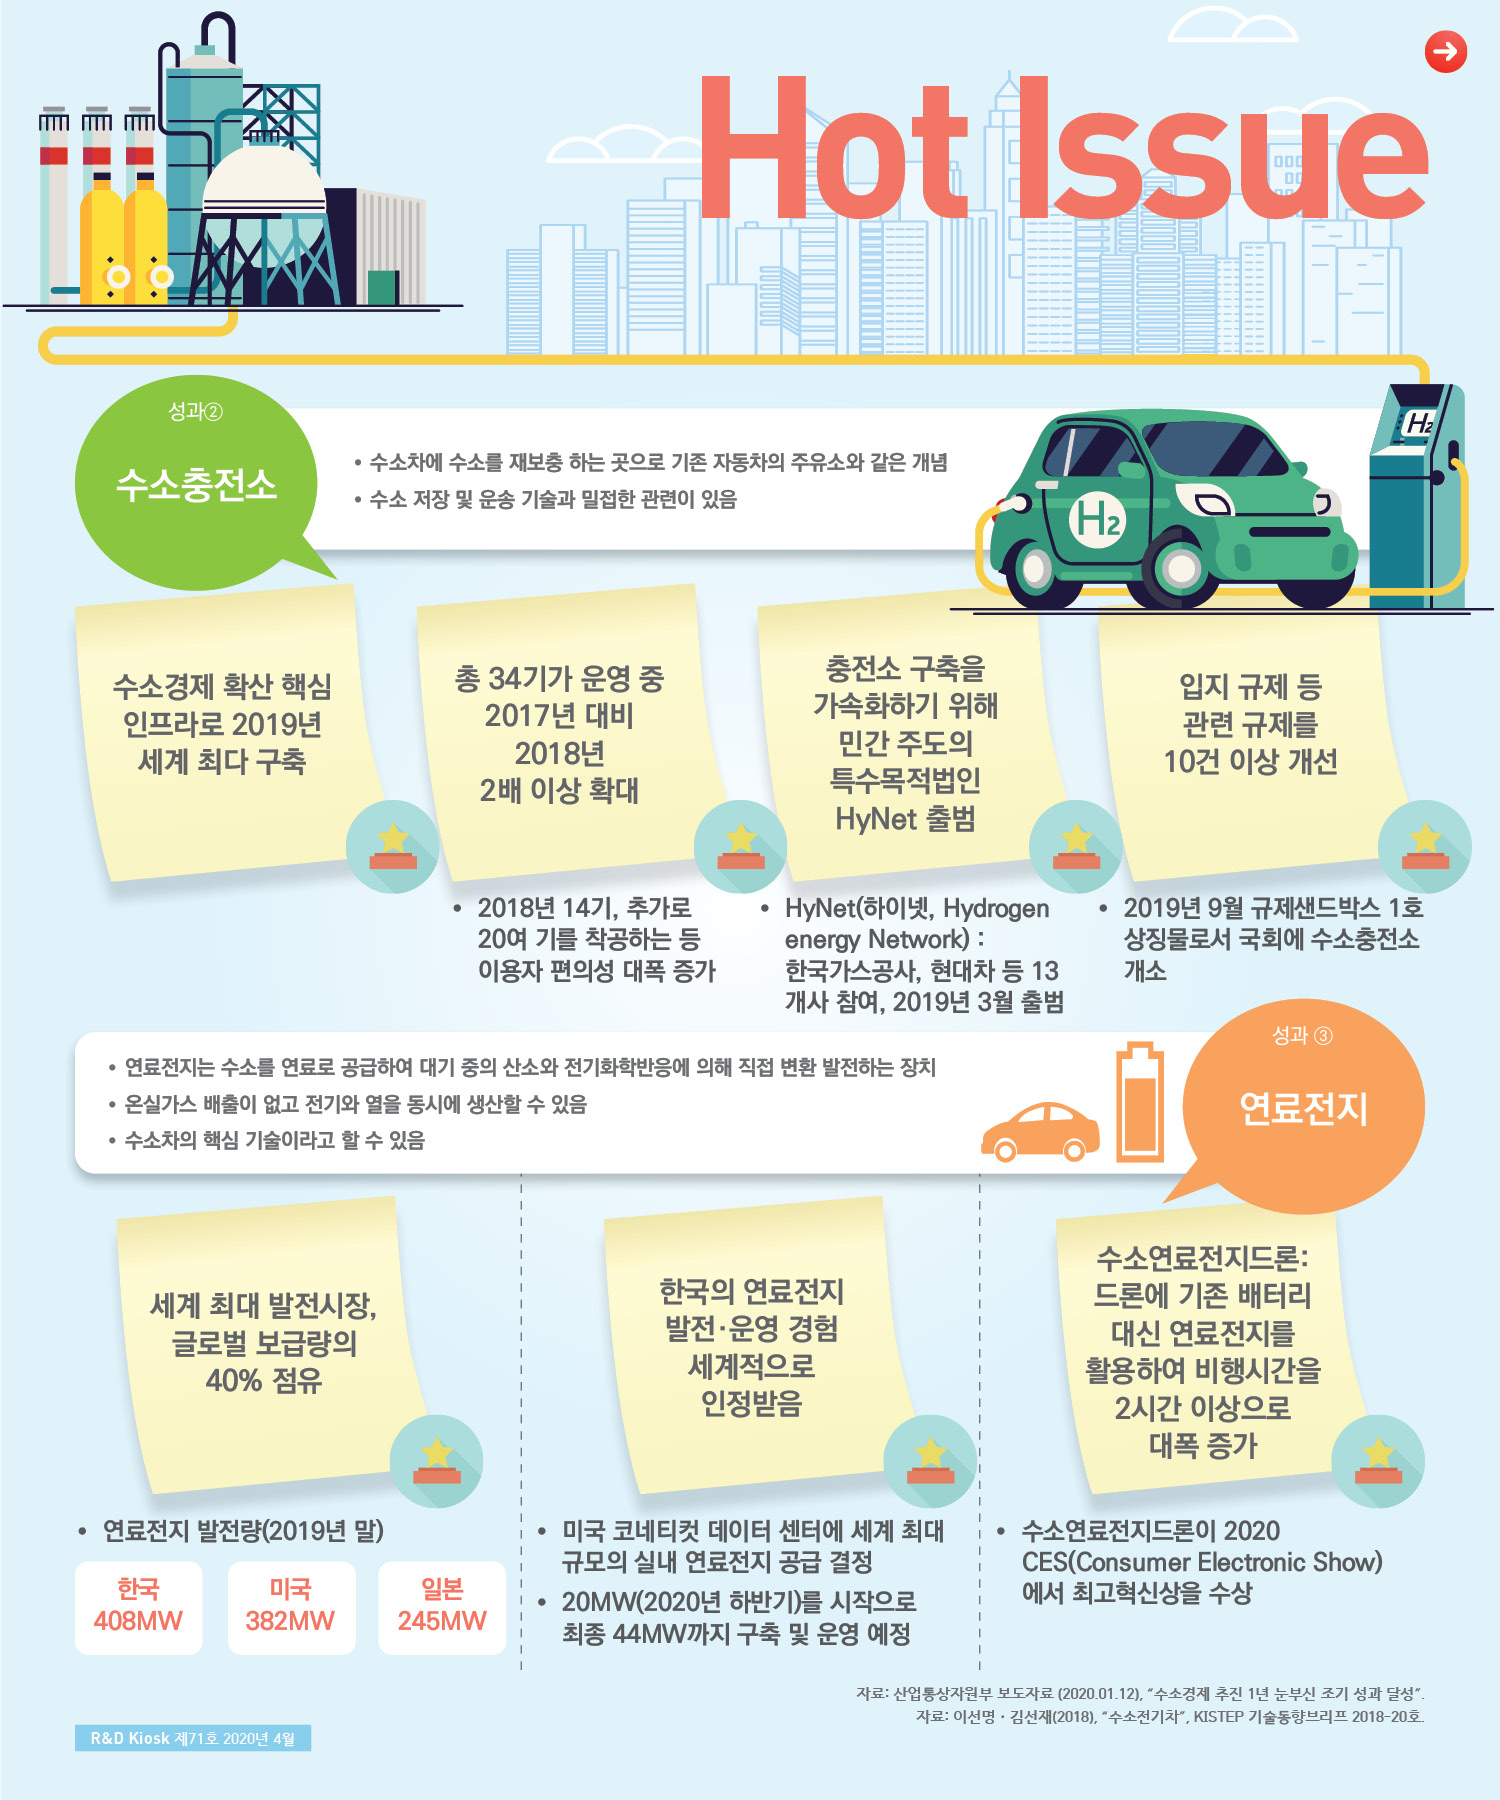 Hot Issue
성과②
수소충전소
• 수소차에 수소를 재보충 하는 곳으로 기존 자동차의 주유소와 같은 개념
• 수소 저장 및 운송 기술과 밀접한 관련이 있음
H2
H2
수소경제 확산 핵심
인프라로 2019년
세계 최다 구축
총 34기가 운영 중
2017년 대비
2018년
2배 이상 확대
• 2018년 14기, 추가로
20여 기를 착공하는 등
이용자 편의성 대폭 증가
충전소 구축을
가속화하기 위해
민간 주도의
특수목적법인
HyNet 출범
• HyNet(하이넷, Hydrogen
energy Network) :
한국가스공사, 현대차 등 13
개사 참여, 2019년 3월 출범
입지 규제 등
관련 규제를
10건 이상 개선
• 2019년 9월 규제샌드박스 1호
상징물로서 국회에 수소충전소
개소
성과 ③
연료전지
• 연료전지는 수소를 연료로 공급하여 대기 중의 산소와 전기화학반응에 의해 직접 변환 발전하는 장치
• 온실가스 배출이 없고 전기와 열을 동시에 생산할 수 있음
• 수소차의 핵심 기술이라고 할 수 있음
세계 최대 발전시장,
글로벌 보급량의
40% 점유
• 연료전지 발전량(2019년 말)
한국
408MW
미국
382MW
일본
245MW
한국의 연료전지
발전·운영 경험
세계적으로
인정받음
• 미국 코네티컷 데이터 센터에 세계 최대
규모의 실내 연료전지 공급 결정
• 20MW(2020년 하반기)를 시작으로
최종 44MW까지 구축 및 운영 예정
수소연료전지드론:
드론에 기존 배터리
대신 연료전지를
활용하여 비행시간을
2시간 이상으로
대폭 증가
• 수소연료전지드론이 2020
CES(Consumer Electronic Show)
에서 최고혁신상을 수상
자료: 산업통상자원부 보도자료 (2020.01.12), "수소경제 추진 1년 눈부신 조기 성과 달성".
자료: 이선명 · 김선재(2018), "수소전기차", KISTEP 기술동향브리프 2018-20호.
R&D Kiosk 제71호 2020년 4월